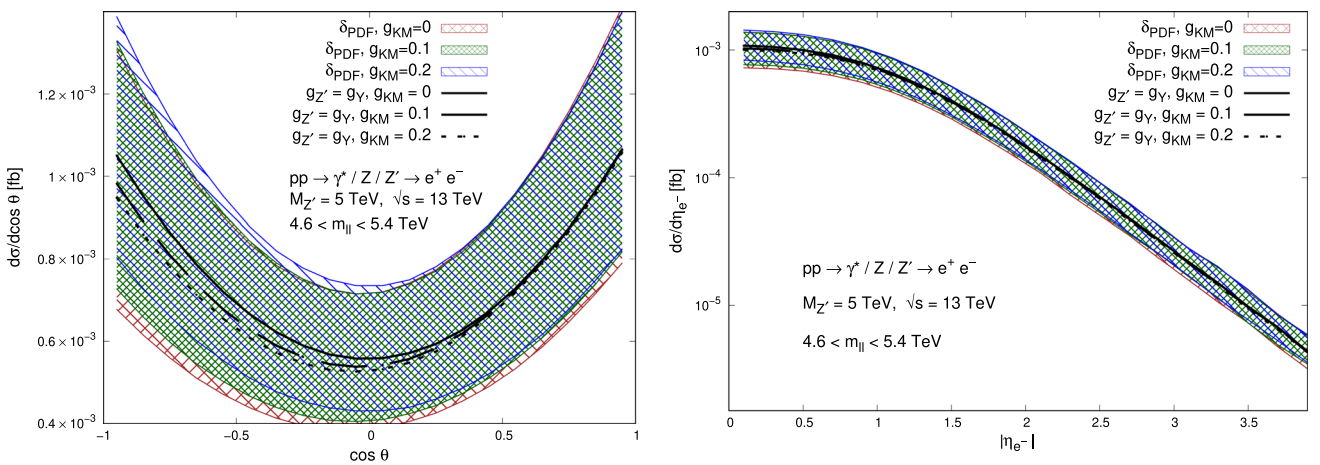 dσ/dcos θ [fb]
1.2 × 10⁻³
1 × 10⁻³
0.8 × 10⁻³
0.6 × 10⁻³
0.4 × 10⁻³
δPDF, gKM=0
δPDF, gKM=0.1
δPDF, gKM=0.2
gZ′ = gY, gKM = 0
gZ′ = gY, gKM = 0.1
gZ′ = gY, gKM = 0.2
pp → γ* / Z / Z′ → e⁺ e⁻
MZ′ = 5 TeV, √s = 13 TeV
4.6 < mll < 5.4 TeV
−1 −0.5 0 0.5 1
cos θ
dσ/dηe⁻ [fb]
10⁻³
10⁻⁴
10⁻⁵
δPDF, gKM=0
δPDF, gKM=0.1
δPDF, gKM=0.2
gZ′ = gY, gKM = 0
gZ′ = gY, gKM = 0.1
gZ′ = gY, gKM = 0.2
pp → γ* / Z / Z′ → e⁺ e⁻
MZ′ = 5 TeV, √s = 13 TeV
4.6 < mll < 5.4 TeV
0 0.5 1 1.5 2 2.5 3 3.5
|ηe⁻|